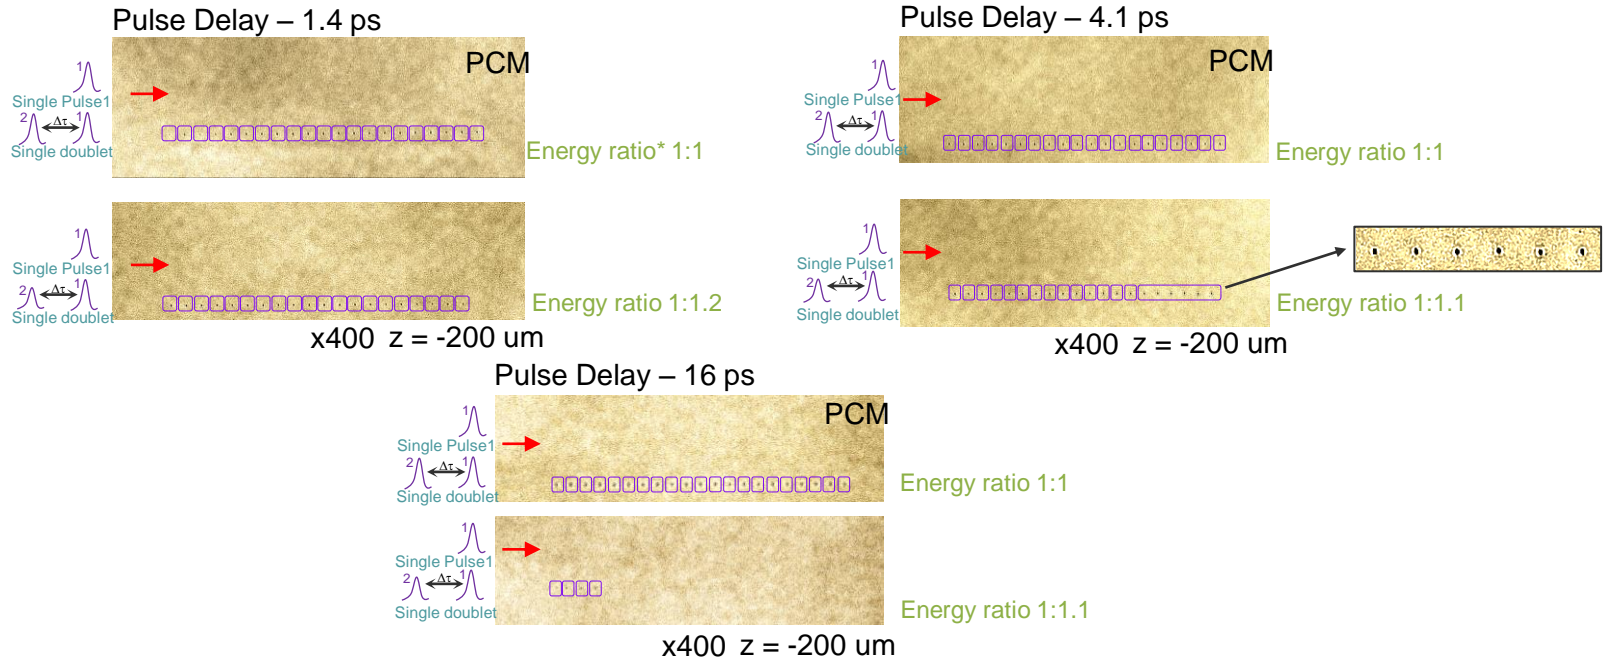 Pulse Delay – 1.4 ps
PCM
1
Single Pulse1
2 Δτ 1
Single doublet
Energy ratio* 1:1
1
Single Pulse1
2 Δτ 1
Single doublet
Energy ratio 1:1.2
x400 z = -200 um
Pulse Delay – 4.1 ps
PCM
1
Single Pulse1
2 Δτ 1
Single doublet
Energy ratio 1:1
1
Single Pulse1
2 Δτ 1
Single doublet
Energy ratio 1:1.1
x400 z = -200 um
Pulse Delay – 16 ps
PCM
1
Single Pulse1
2 Δτ 1
Single doublet
Energy ratio 1:1
1
Single Pulse1
2 Δτ 1
Single doublet
Energy ratio 1:1.1
x400 z = -200 um